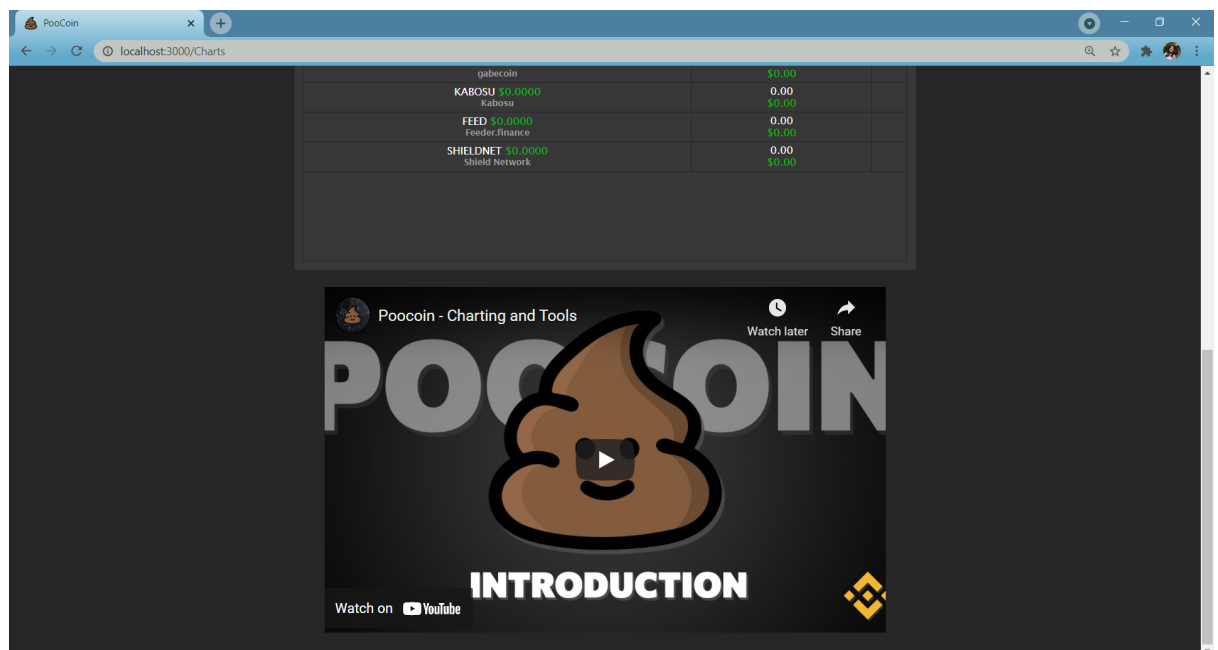 PooCoin
localhost:3000/Charts
gabecoin $0.00
KABOSU $0.0000 0.00
Kabosu $0.00
FEED $0.0000 0.00
Feeder.finance $0.00
SHIELDNET $0.0000 0.00
Shield Network $0.00
Poocoin - Charting and Tools
Watch later Share
POOCOIN
INTRODUCTION
Watch on YouTube